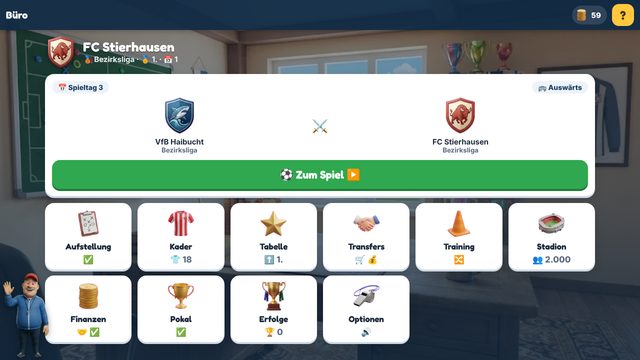 Büro
59
?
FC Stierhausen
Bezirksliga · 1. · 1
Spieltag 3
Auswärts
VfB Haibucht
Bezirksliga
FC Stierhausen
Bezirksliga
Zum Spiel
Aufstellung
Kader
18
Tabelle
1.
Transfers
Training
Stadion
2.000
Finanzen
Pokal
Erfolge
0
Optionen